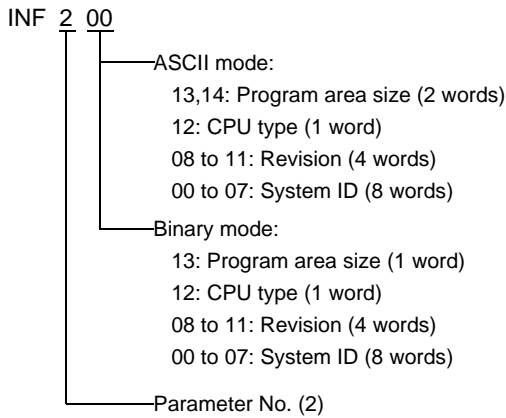 INF 2 00
ASCII mode:
13,14: Program area size (2 words)
12: CPU type (1 word)
08 to 11: Revision (4 words)
00 to 07: System ID (8 words)
Binary mode:
13: Program area size (1 word)
12: CPU type (1 word)
08 to 11: Revision (4 words)
00 to 07: System ID (8 words)
Parameter No. (2)